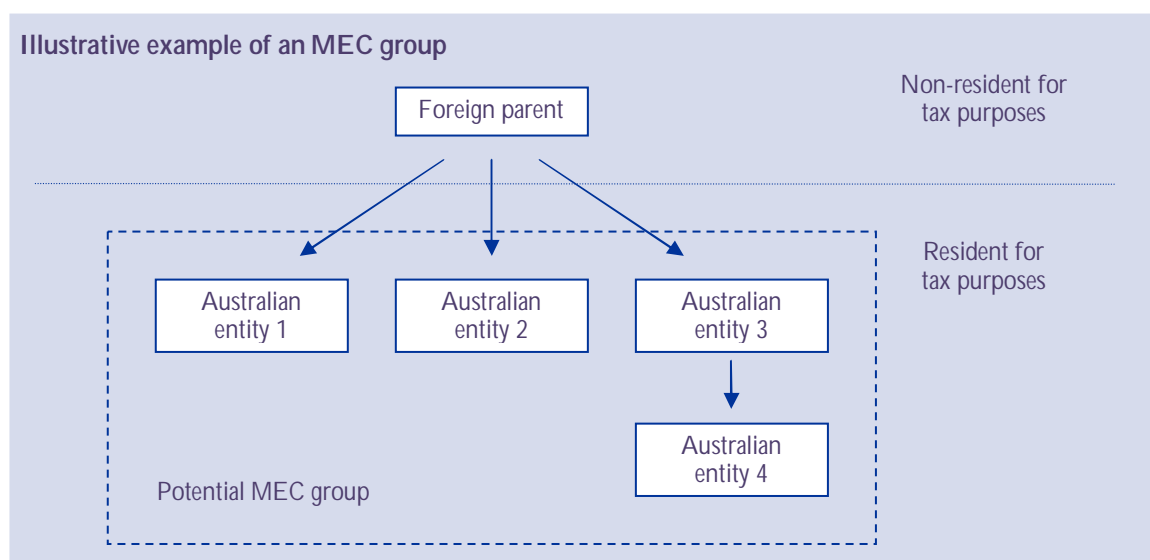 Illustrative example of an MEC group
Foreign parent
Non-resident for
tax purposes
Resident for
tax purposes
Australian
entity 1
Australian
entity 2
Australian
entity 3
Australian
entity 4
Potential MEC group